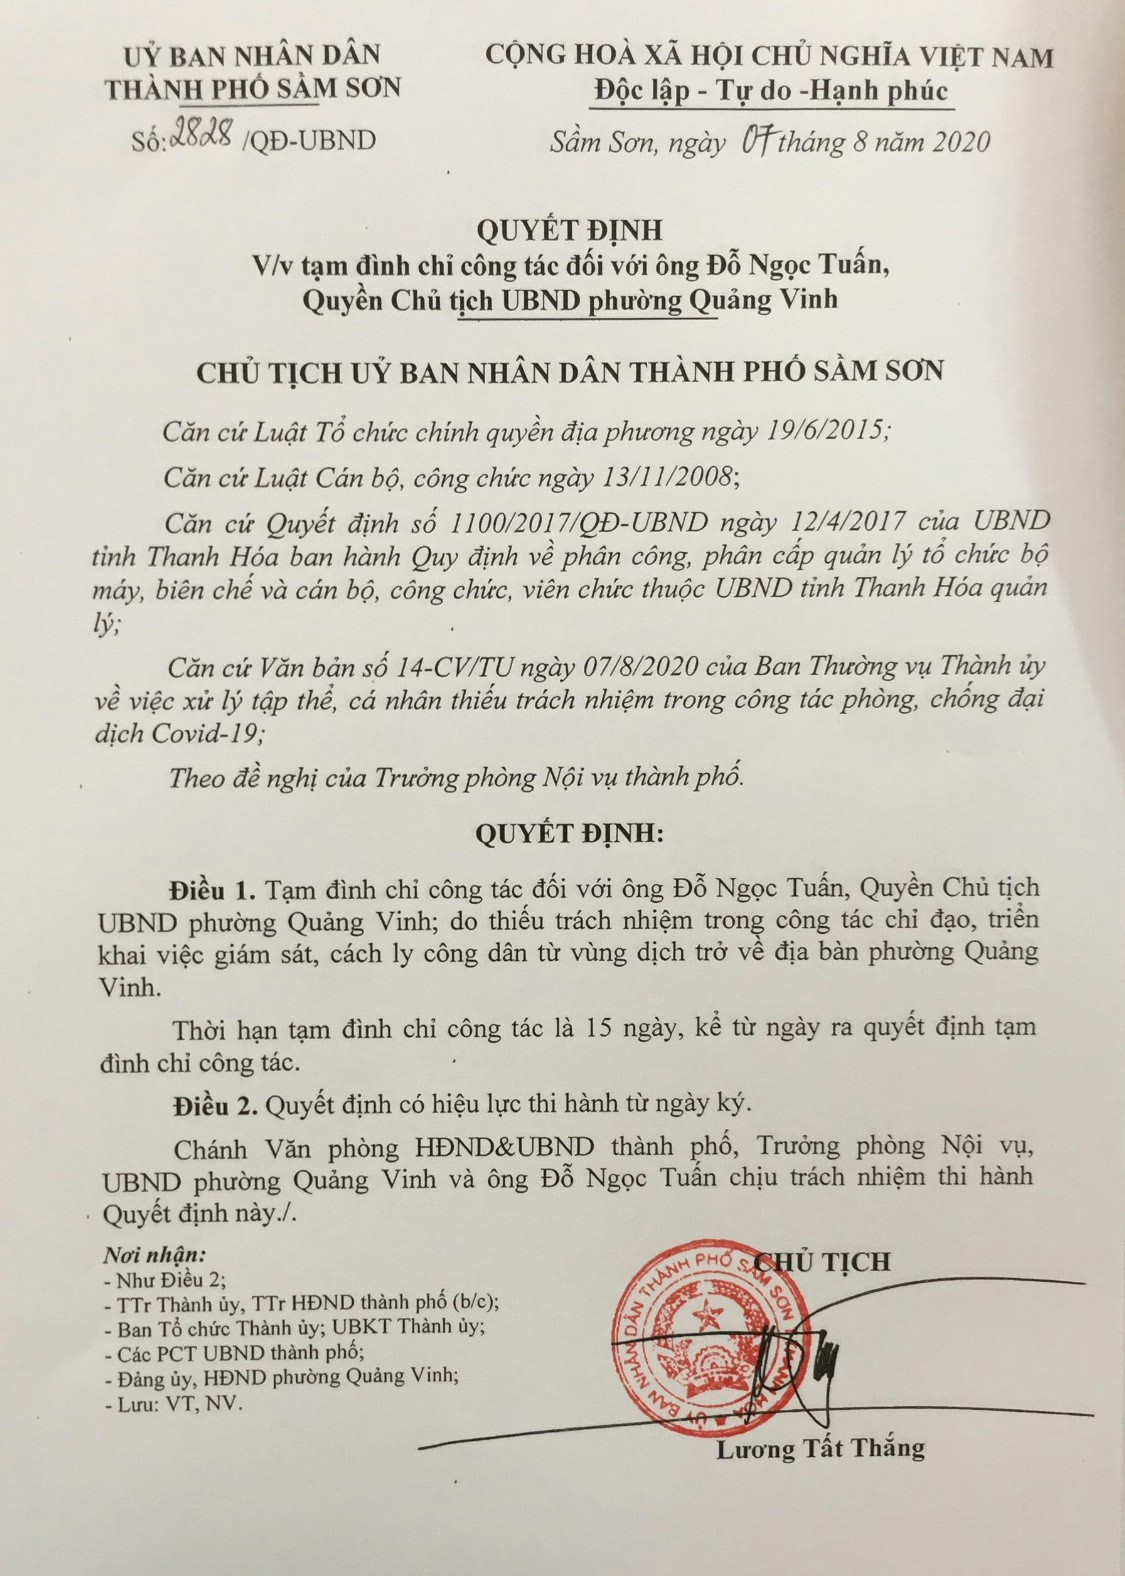 UỶ BAN NHÂN DÂN
THÀNH PHỐ SẦM SƠN
Số: 2828 /QĐ-UBND
CỘNG HOÀ XÃ HỘI CHỦ NGHĨA VIỆT NAM
Độc lập - Tự do -Hạnh phúc
Sầm Sơn, ngày 07 tháng 8 năm 2020
QUYẾT ĐỊNH
V/v tạm đình chỉ công tác đối với ông Đỗ Ngọc Tuấn,
Quyền Chủ tịch UBND phường Quảng Vinh
CHỦ TỊCH UỶ BAN NHÂN DÂN THÀNH PHỐ SẦM SƠN
Căn cứ Luật Tổ chức chính quyền địa phương ngày 19/6/2015;
Căn cứ Luật Cán bộ, công chức ngày 13/11/2008;
Căn cứ Quyết định số 1100/2017/QĐ-UBND ngày 12/4/2017 của UBND
tỉnh Thanh Hóa ban hành Quy định về phân công, phân cấp quản lý tổ chức bộ
máy, biên chế và cán bộ, công chức, viên chức thuộc UBND tỉnh Thanh Hóa quản
lý;
Căn cứ Văn bản số 14-CV/TU ngày 07/8/2020 của Ban Thường vụ Thành ủy
về việc xử lý tập thể, cá nhân thiếu trách nhiệm trong công tác phòng, chống đại
dịch Covid-19;
Theo đề nghị của Trưởng phòng Nội vụ thành phố.
QUYẾT ĐỊNH:
Điều 1. Tạm đình chỉ công tác đối với ông Đỗ Ngọc Tuấn, Quyền Chủ tịch
UBND phường Quảng Vinh; do thiếu trách nhiệm trong công tác chỉ đạo, triển
khai việc giám sát, cách ly công dân từ vùng dịch trở về địa bàn phường Quảng
Vinh.
Thời hạn tạm đình chỉ công tác là 15 ngày, kể từ ngày ra quyết định tạm
đình chỉ công tác.
Điều 2. Quyết định có hiệu lực thi hành từ ngày ký.
Chánh Văn phòng HĐND&UBND thành phố, Trưởng phòng Nội vụ,
UBND phường Quảng Vinh và ông Đỗ Ngọc Tuấn chịu trách nhiệm thi hành
Quyết định này./.
Nơi nhận:
- Như Điều 2;
- TTr Thành ủy, TTr HĐND thành phố (b/c);
- Ban Tổ chức Thành ủy; UBKT Thành ủy;
- Các PCT UBND thành phố;
- Đảng ủy, HĐND phường Quảng Vinh;
- Lưu: VT, NV.
CHỦ TỊCH
ỦY BAN NHÂN DÂN THÀNH PHỐ SẦM SƠN
T.THANH HÓA
Lương Tất Thắng